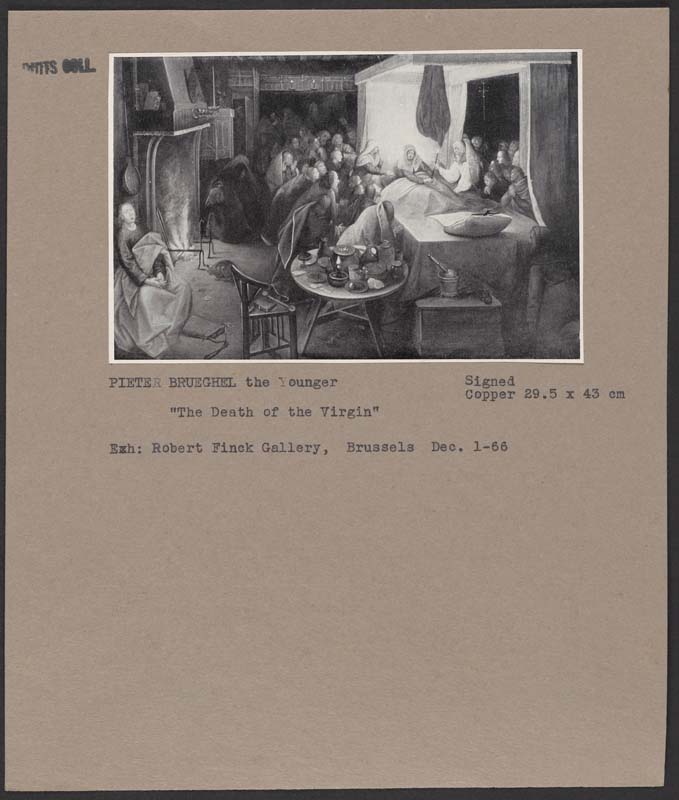 COLL.
PIETER BRUEGHEL the Younger
Signed
Copper 29.5 x 43 cm
"The Death of the Virgin"
Exh: Robert Finck Gallery, Brussels Dec. 1-66